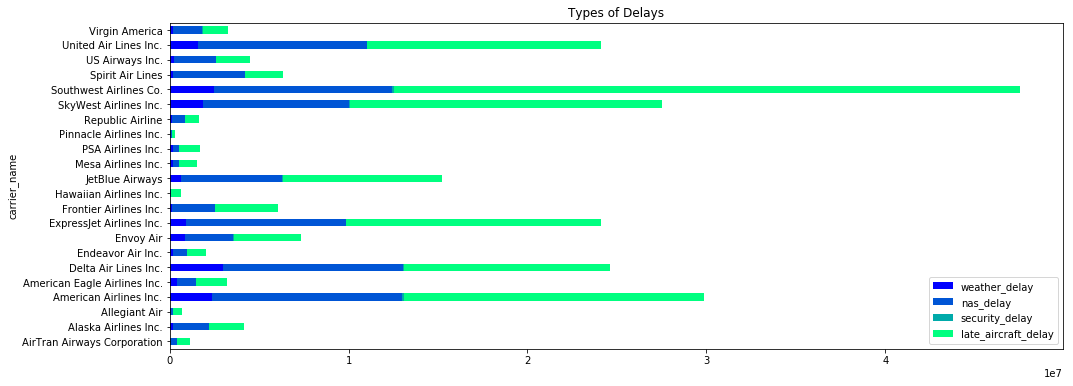 Types of Delays
carrier_name
Virgin America
United Air Lines Inc.
US Airways Inc.
Spirit Air Lines
Southwest Airlines Co.
SkyWest Airlines Inc.
Republic Airline
Pinnacle Airlines Inc.
PSA Airlines Inc.
Mesa Airlines Inc.
JetBlue Airways
Hawaiian Airlines Inc.
Frontier Airlines Inc.
ExpressJet Airlines Inc.
Envoy Air
Endeavor Air Inc.
Delta Air Lines Inc.
American Eagle Airlines Inc.
American Airlines Inc.
Allegiant Air
Alaska Airlines Inc.
AirTran Airways Corporation
weather_delay
nas_delay
security_delay
late_aircraft_delay
0 1 2 3 4
1e7